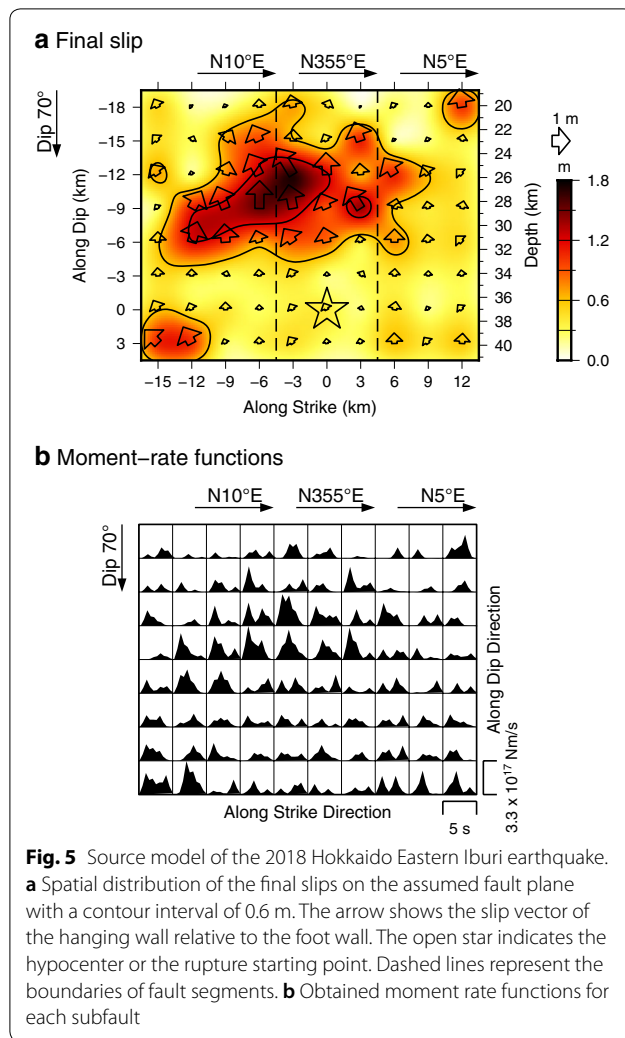 a Final slip
N10°E N355°E N5°E
Dip 70°
−18 20
−15 22
24
−12 26
−9 28
30
−6 32
−3 34
0 36
38
3 40
Along Dip (km)
Depth (km)
1 m
m
1.8
1.2
0.6
0.0
−15 −12 −9 −6 −3 0 3 6 9 12
Along Strike (km)
b Moment−rate functions
N10°E N355°E N5°E
Dip 70°
Along Dip Direction
3.3 x 10¹⁷ Nm/s
Along Strike Direction
5 s
Fig. 5 Source model of the 2018 Hokkaido Eastern Iburi earthquake.
a Spatial distribution of the final slips on the assumed fault plane
with a contour interval of 0.6 m. The arrow shows the slip vector of
the hanging wall relative to the foot wall. The open star indicates the
hypocenter or the rupture starting point. Dashed lines represent the
boundaries of fault segments. b Obtained moment rate functions for
each subfault